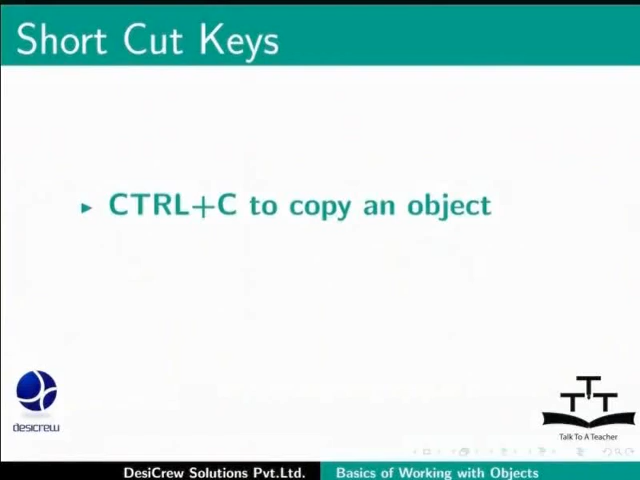 Short Cut Keys
CTRL+C to copy an object
desicrew
T T T
Talk To A Teacher
DesiCrew Solutions Pvt.Ltd. Basics of Working with Objects